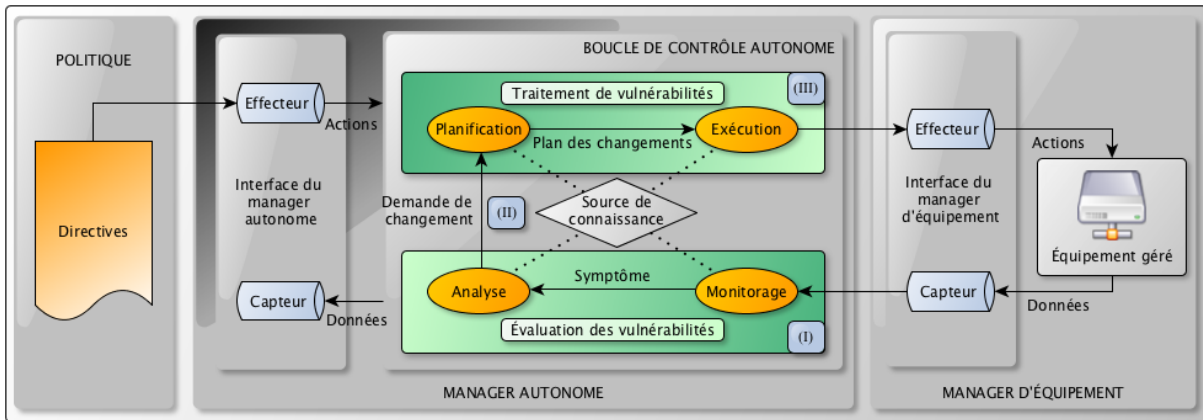 POLITIQUE
Directives
Effecteur
Actions
Interface du
manager
autonome
Capteur
Données
BOUCLE DE CONTRÔLE AUTONOME
Traitement de vulnérabilités
(III)
Planification
Plan des changements
Exécution
Demande de
changement
(II)
Source de
connaissance
Analyse
Symptôme
Monitorage
Évaluation des vulnérabilités
(I)
MANAGER AUTONOME
Effecteur
Actions
Interface du
manager
d'équipement
Équipement géré
Capteur
Données
MANAGER D'ÉQUIPEMENT